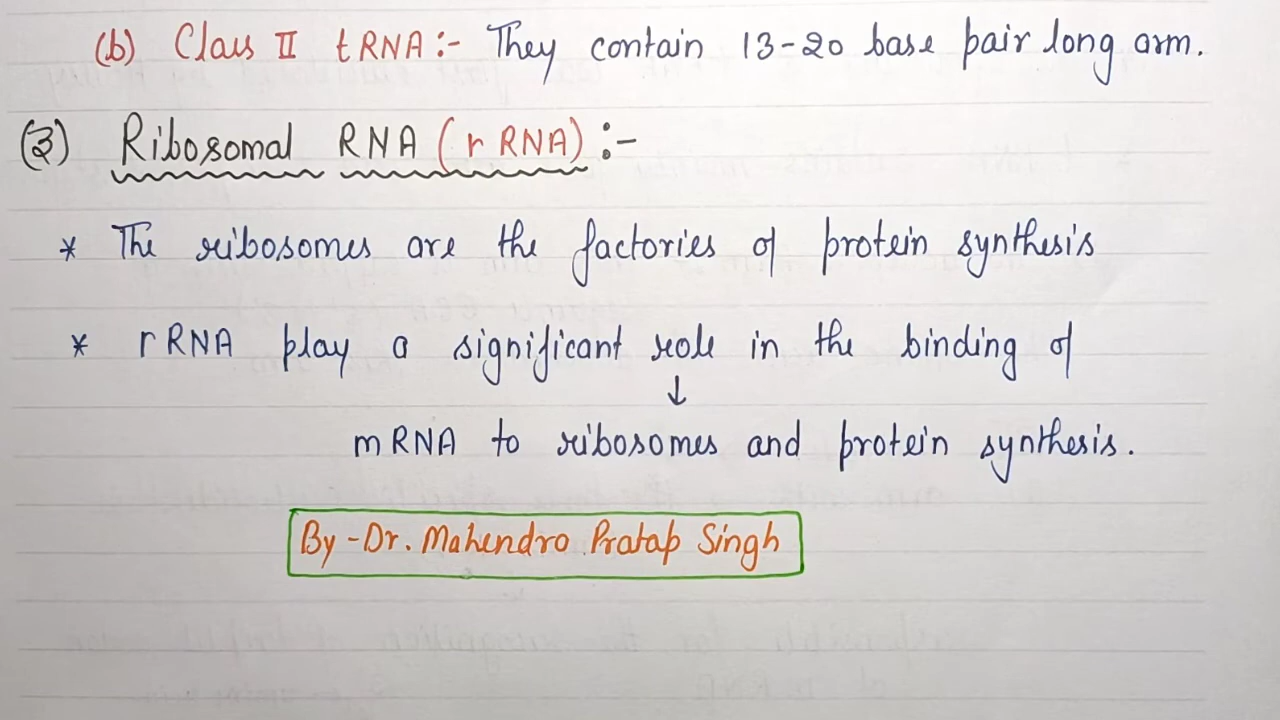 (b) Class II tRNA:- They contain 13-20 base pair long arm.
(3) Ribosomal RNA (rRNA) :-
* The ribosomes are the factories of protein synthesis
* rRNA play a significant role in the binding of
↓
mRNA to ribosomes and protein synthesis.
By - Dr. Mahendro Pratap Singh